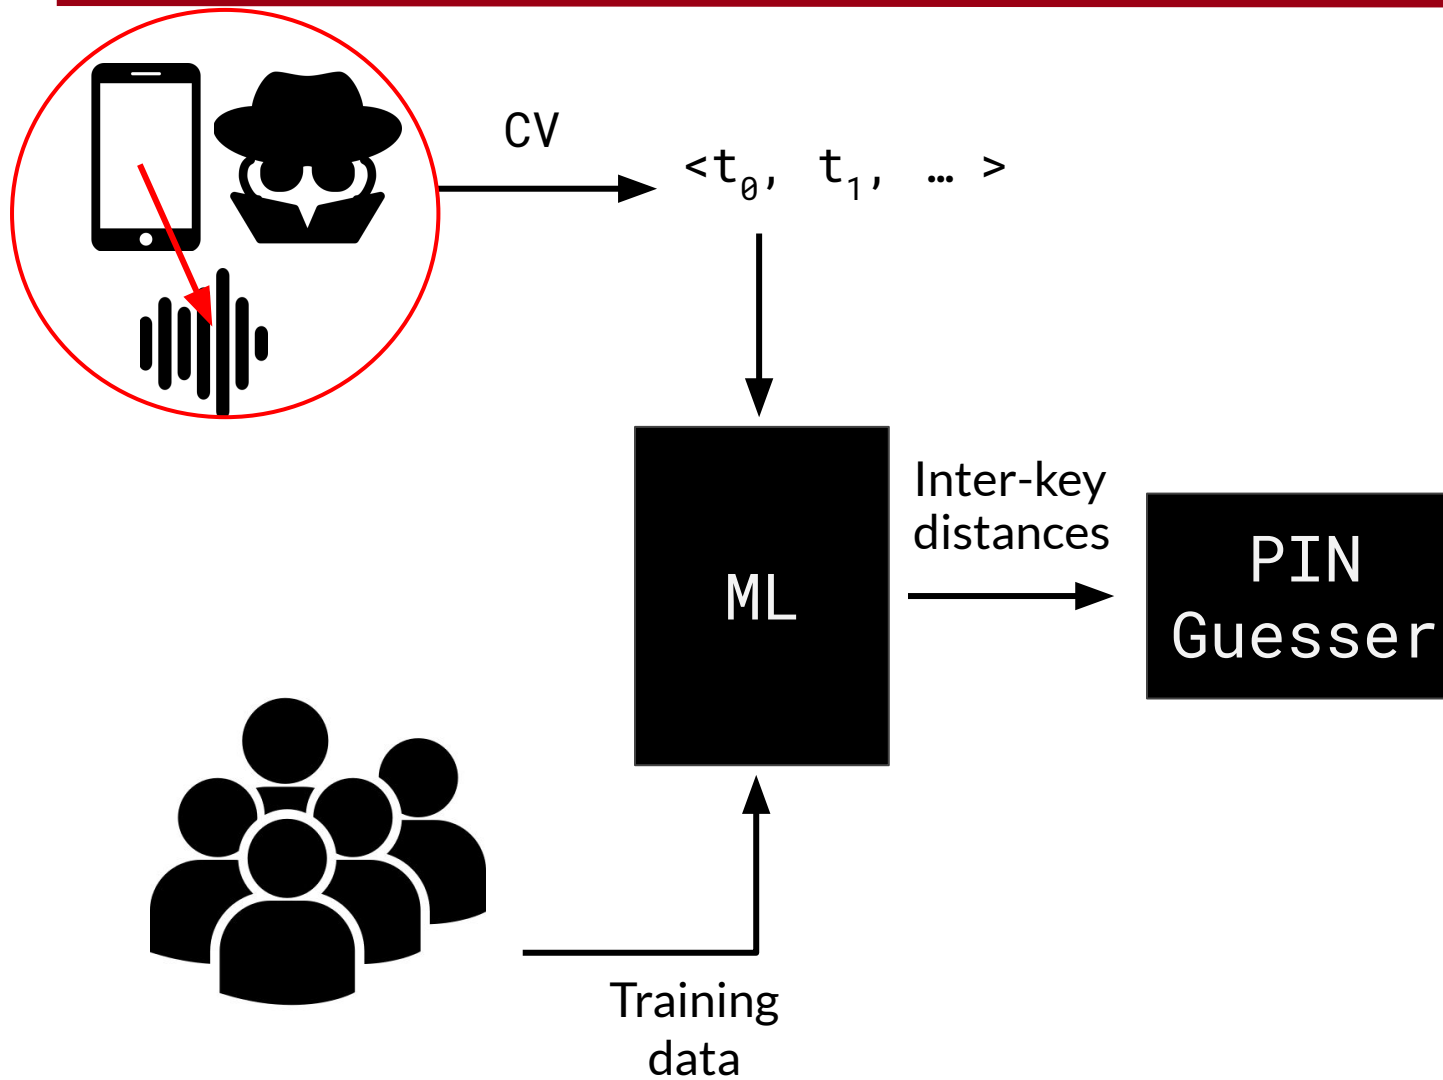 CV
<t₀, t₁, … >
Inter-key
distances
ML
PIN
Guesser
Training
data